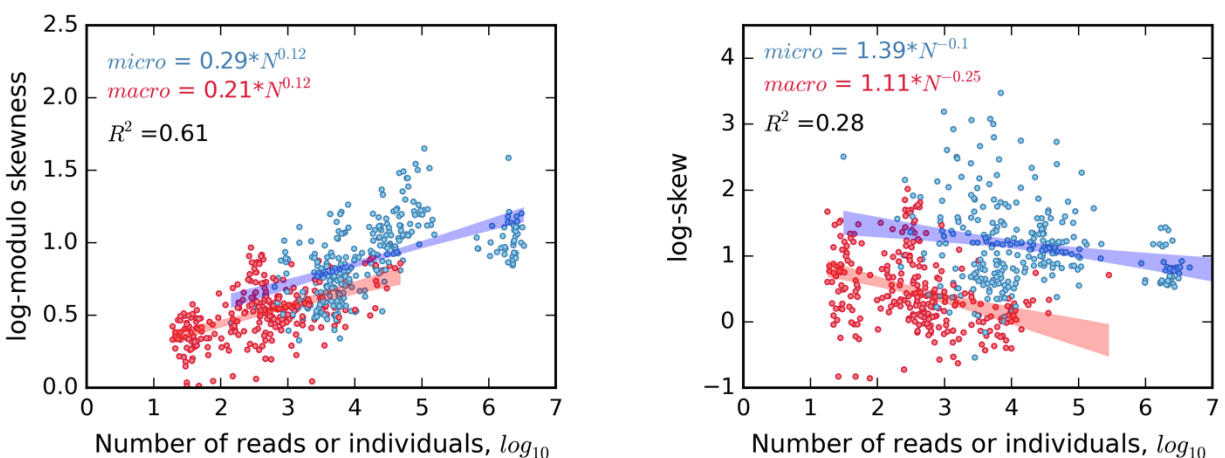 2.5
2.0
1.5
1.0
0.5
0.0
log-modulo skewness
micro = 0.29*N^0.12
macro = 0.21*N^0.12
R^2 =0.61
0 1 2 3 4 5 6 7
Number of reads or individuals, log_10
4
3
2
1
0
−1
log-skew
micro = 1.39*N^−0.1
macro = 1.11*N^−0.25
R^2 =0.28
0 1 2 3 4 5 6 7
Number of reads or individuals, log_10